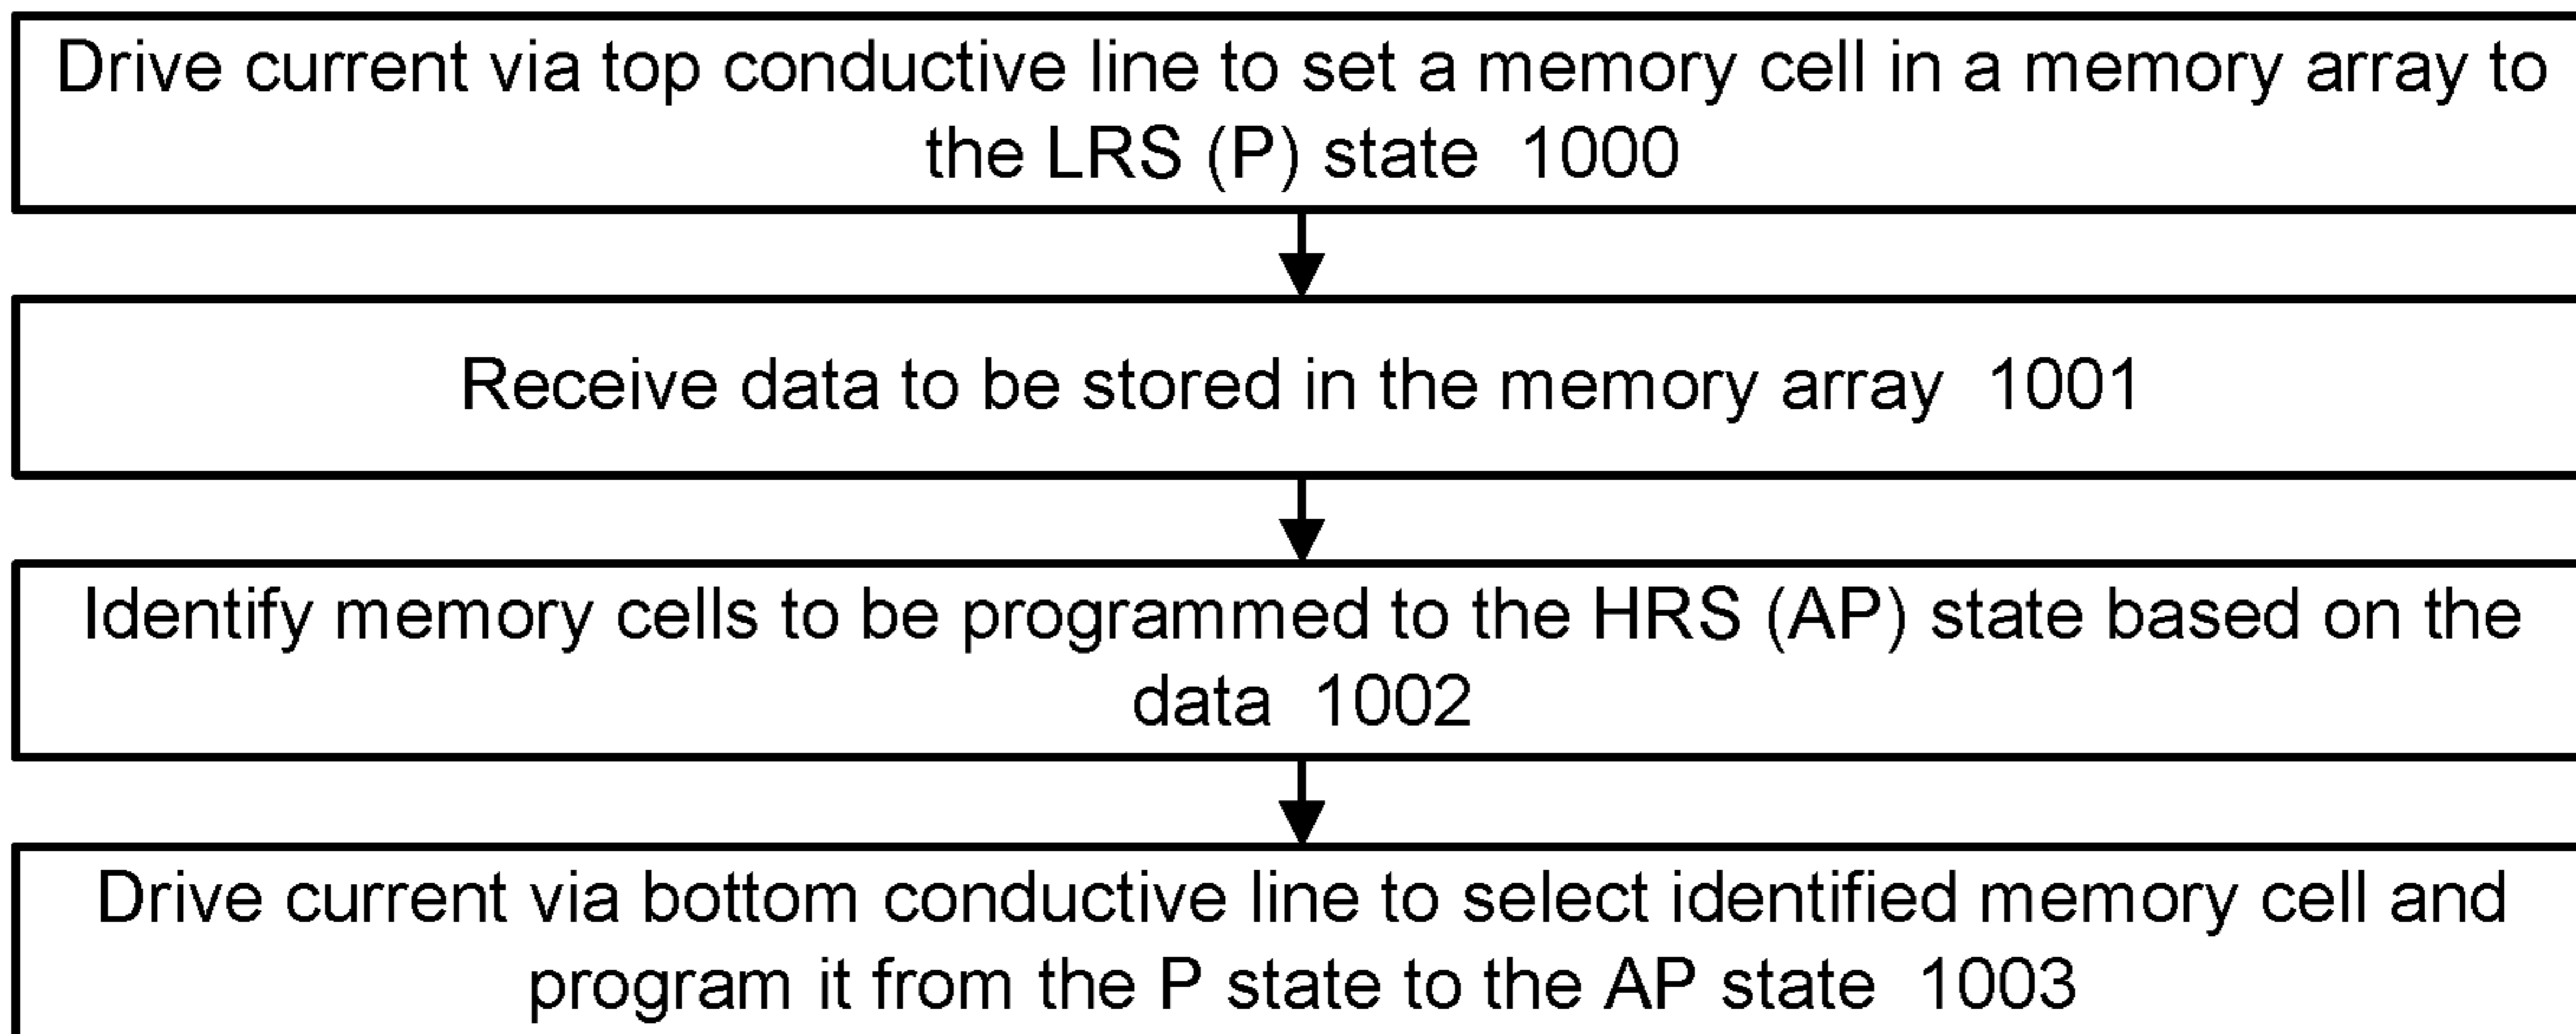 Drive current via top conductive line to set a memory cell in a memory array to
the LRS (P) state 1000
Receive data to be stored in the memory array 1001
Identify memory cells to be programmed to the HRS (AP) state based on the
data 1002
Drive current via bottom conductive line to select identified memory cell and
program it from the P state to the AP state 1003